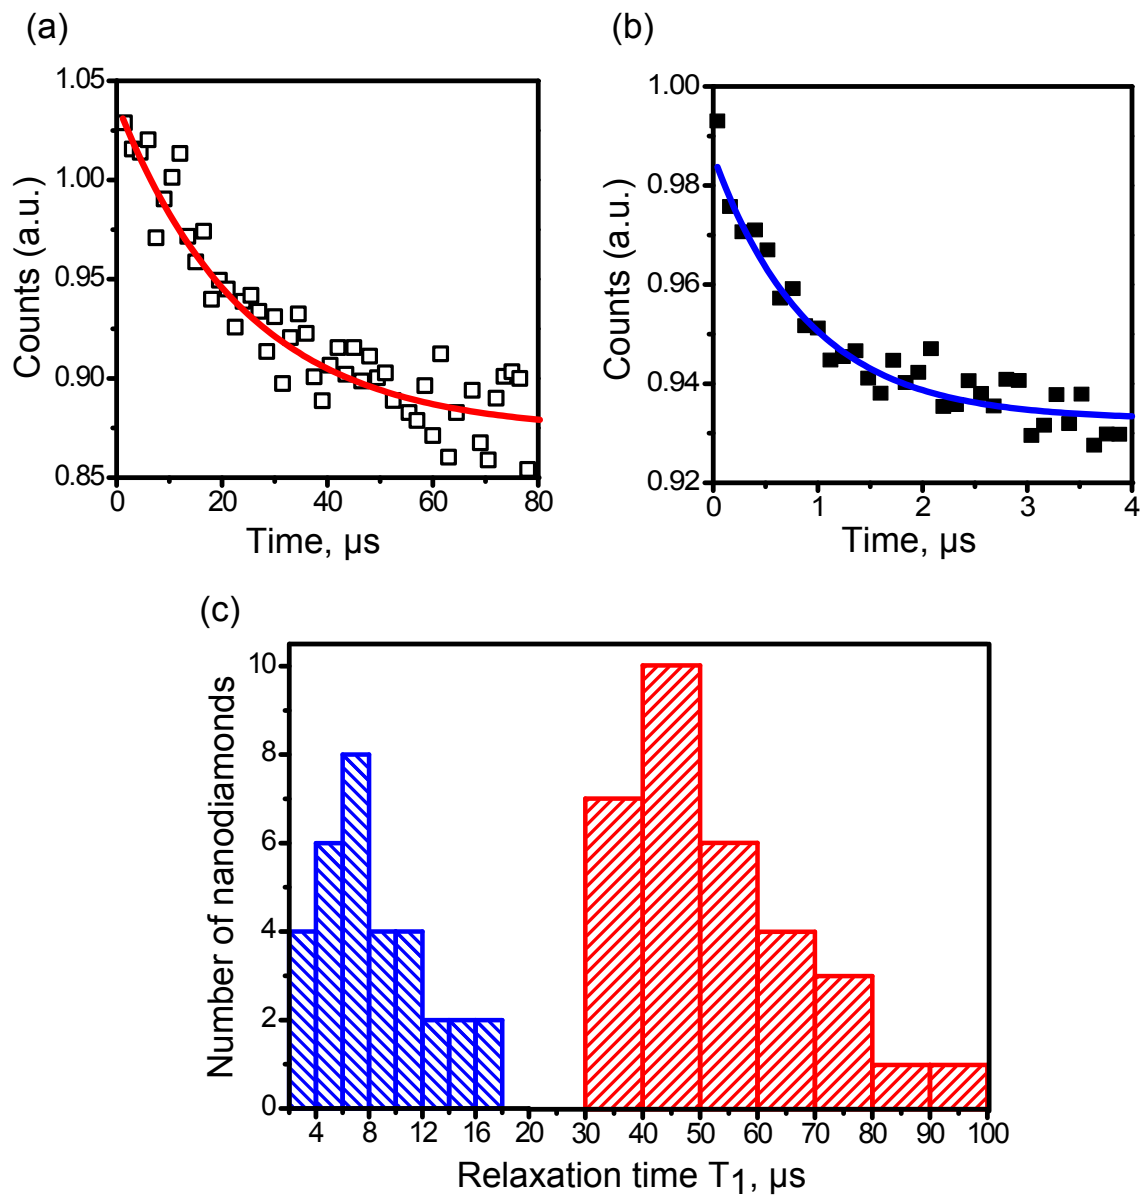 (a)
(b)
1.05
1.00
0.95
0.90
0.85
Counts (a.u.)
0 20 40 60 80
Time, µs
1.00
0.98
0.96
0.94
0.92
Counts (a.u.)
0 1 2 3 4
Time, µs
(c)
10
8
6
4
2
0
Number of nanodiamonds
4 8 12 16 20 30 40 50 60 70 80 90 100
Relaxation time T1, µs